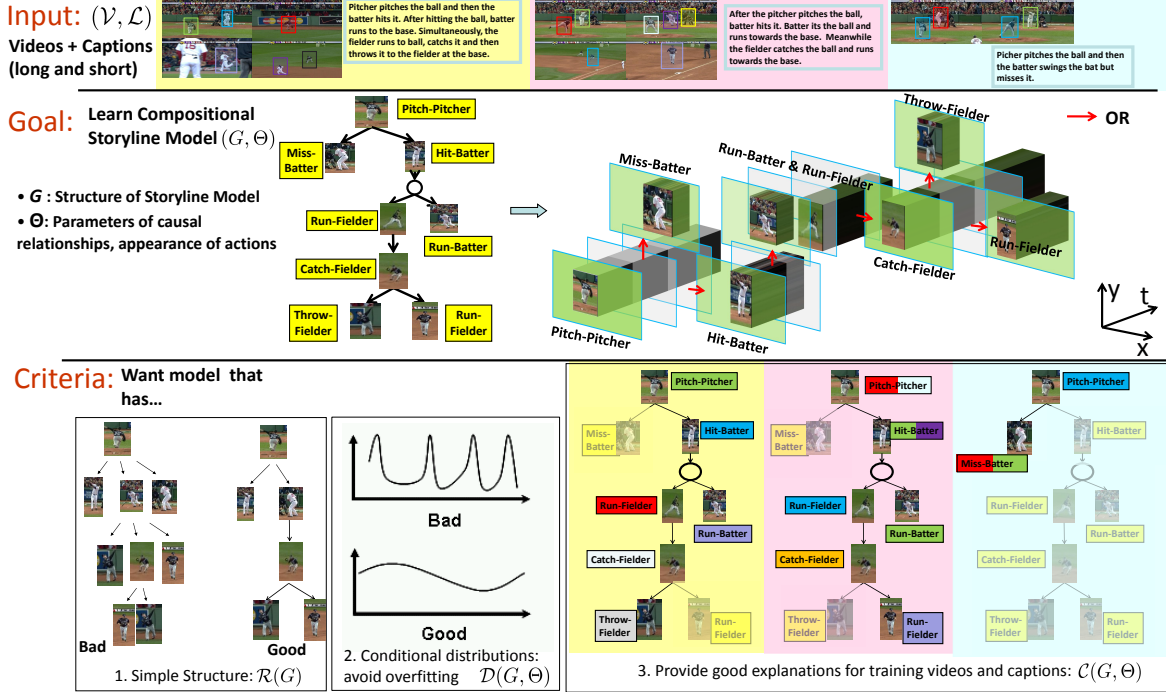 Input: (𝒱, ℒ)
Videos + Captions
(long and short)
Pitcher pitches the ball and then the
batter hits it. After hitting the ball, batter
runs to the base. Simultaneously, the
fielder runs to ball, catchs it and then
throws it to the fielder at the base.
After the pitcher pitches the ball,
batter hits it. Batter its the ball and
runs towards the base. Meanwhile
the fielder catches the ball and runs
towards the base.
Picher pitches the ball and then
the batter swings the bat but
misses it.
Goal: Learn Compositional
Storyline Model (G, Θ)
• G : Structure of Storyline Model
• Θ: Parameters of causal
relationships, appearance of actions
Pitch-Pitcher
Miss-
Batter
Hit-Batter
Run-Fielder
Run-Batter
Catch-Fielder
Throw-
Fielder
Run-
Fielder
Throw-Fielder
OR
Miss-Batter
Run-Batter & Run-Fielder
Run-Fielder
Catch-Fielder
Pitch-Pitcher
Hit-Batter
y
t
x
Criteria: Want model that
has…
Bad
Good
1. Simple Structure: ℛ(G)
Bad
Good
2. Conditional distributions:
avoid overfitting 𝒟(G, Θ)
Pitch-Pitcher
Miss-
Batter
Hit-Batter
Run-Fielder
Run-Batter
Catch-Fielder
Throw-
Fielder
Run-
Fielder
Pitch-Pitcher
Miss-
Batter
Hit-Batter
Run-Fielder
Run-Batter
Catch-Fielder
Throw-
Fielder
Run-
Fielder
Pitch-Pitcher
Hit-Batter
Miss-Batter
Run-Fielder
Run-Batter
Catch-Fielder
Throw-
Fielder
Run-
Fielder
3. Provide good explanations for training videos and captions: 𝒞(G, Θ)